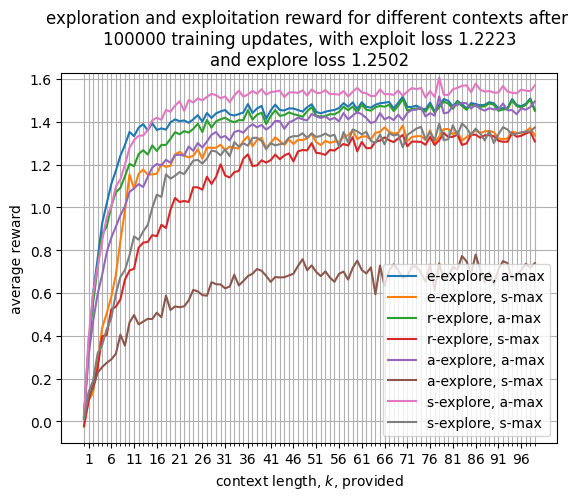 exploration and exploitation reward for different contexts after
100000 training updates, with exploit loss 1.2223
and explore loss 1.2502
1.6
1.4
1.2
1.0
0.8
0.6
0.4
0.2
0.0
average reward
e-explore, a-max
e-explore, s-max
r-explore, a-max
r-explore, s-max
a-explore, a-max
a-explore, s-max
s-explore, a-max
s-explore, s-max
1 6 11 16 21 26 31 36 41 46 51 56 61 66 71 76 81 86 91 96
context length, k, provided